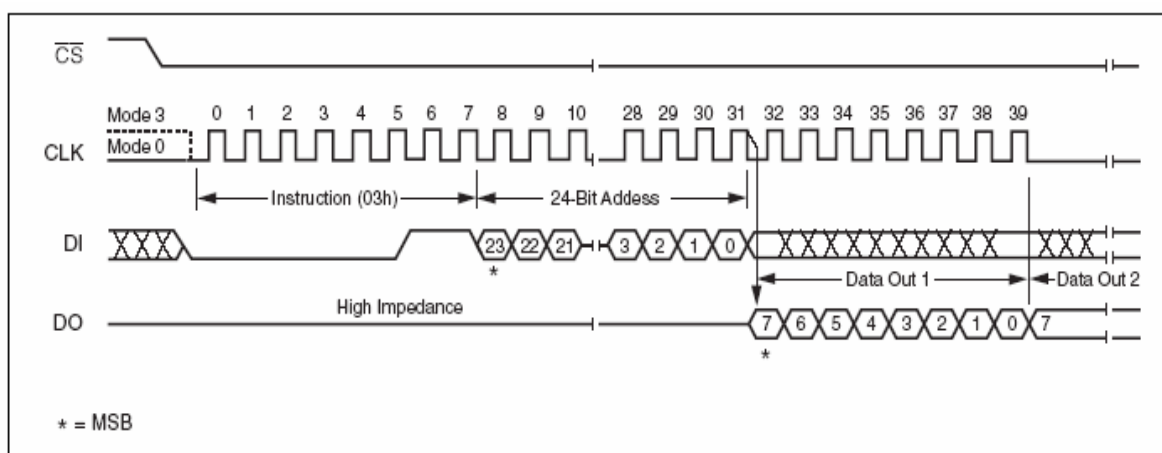 CS
Mode 3 0 1 2 3 4 5 6 7 8 9 10 28 29 30 31 32 33 34 35 36 37 38 39
CLK Mode 0
Instruction (03h) 24-Bit Addess
DI 23 22 21 3 2 1 0
* Data Out 1 Data Out 2
High Impedance
DO 7 6 5 4 3 2 1 0 7
*
* = MSB